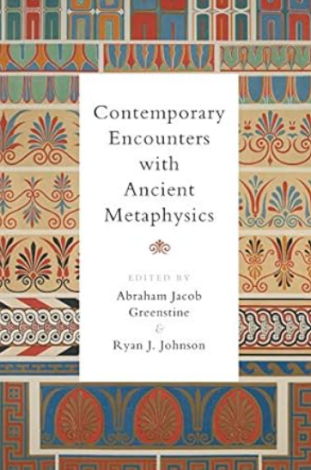 Contemporary
Encounters
with
Ancient
Metaphysics
EDITED BY
Abraham Jacob
Greenstine
&
Ryan J. Johnson